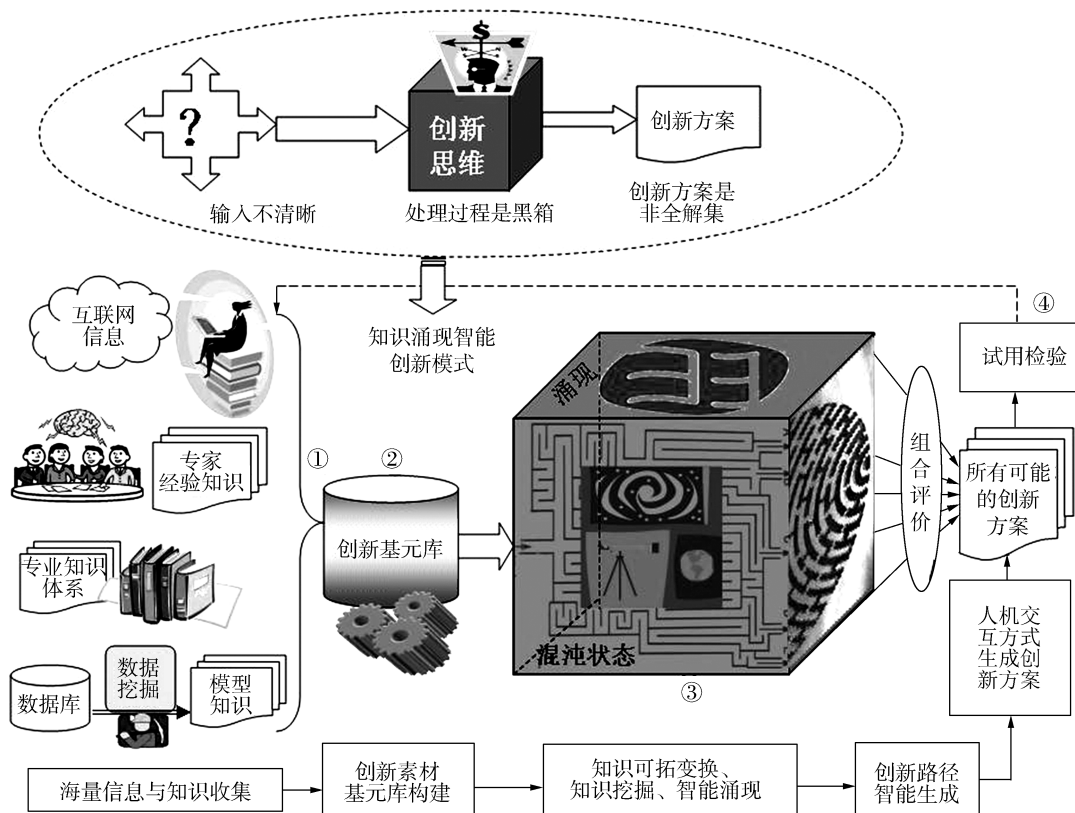 $
?
创新
思维
创新方案
输入不清晰
处理过程是黑箱
创新方案是
非全解集
互联网
信息
知识涌现智能
创新模式
④
试用检验
涌现
专家
经验知识
①
②
组
合
评
价
所有可能
的创新
方案
创新基元库
专业知识
体系
混沌状态
③
人机交
互方式
生成创
新方案
数据库
数据
挖掘
模型
知识
海量信息与知识收集
创新素材
基元库构建
知识可拓变换、
知识挖掘、智能涌现
创新路径
智能生成